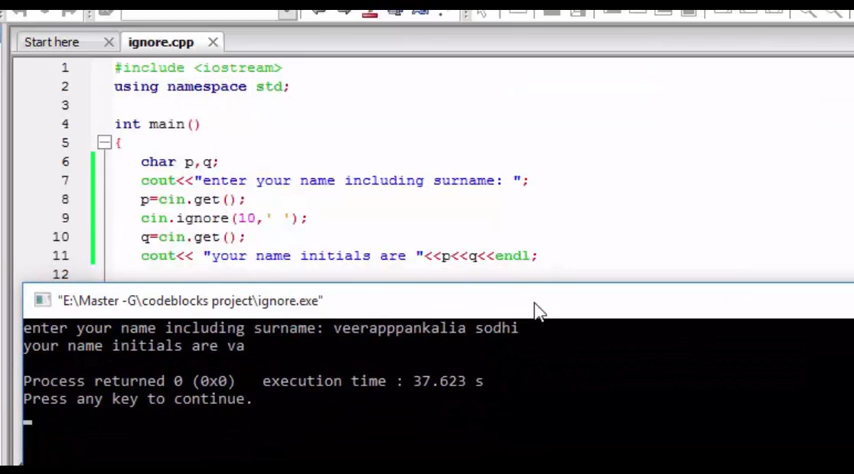 Start here
ignore.cpp
1 #include <iostream>
2 using namespace std;
3
4 int main()
5 {
6 char p,q;
7 cout<<"enter your name including surname: ";
8 p=cin.get();
9 cin.ignore(10,' ');
10 q=cin.get();
11 cout<< "your name initials are "<<p<<q<<endl;
12
"E:\Master -G\codeblocks project\ignore.exe"
enter your name including surname: veerapppankalia sodhi
your name initials are va
Process returned 0 (0x0) execution time : 37.623 s
Press any key to continue.